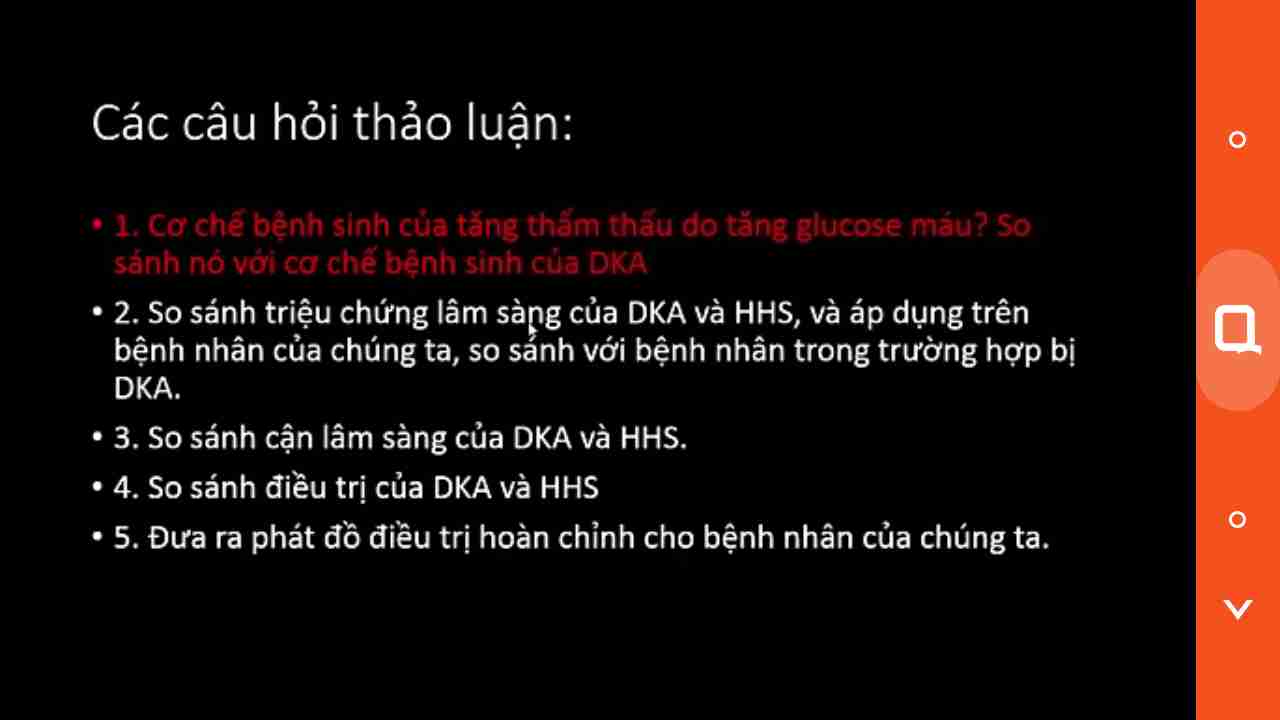 Các câu hỏi thảo luận:
• 1. Cơ chế bệnh sinh của tăng thẩm thấu do tăng glucose máu? So
sánh nó với cơ chế bệnh sinh của DKA
• 2. So sánh triệu chứng lâm sàng của DKA và HHS, và áp dụng trên
bệnh nhân của chúng ta, so sánh với bệnh nhân trong trường hợp bị
DKA.
• 3. So sánh cận lâm sàng của DKA và HHS.
• 4. So sánh điều trị của DKA và HHS
• 5. Đưa ra phát đồ điều trị hoàn chỉnh cho bệnh nhân của chúng ta.